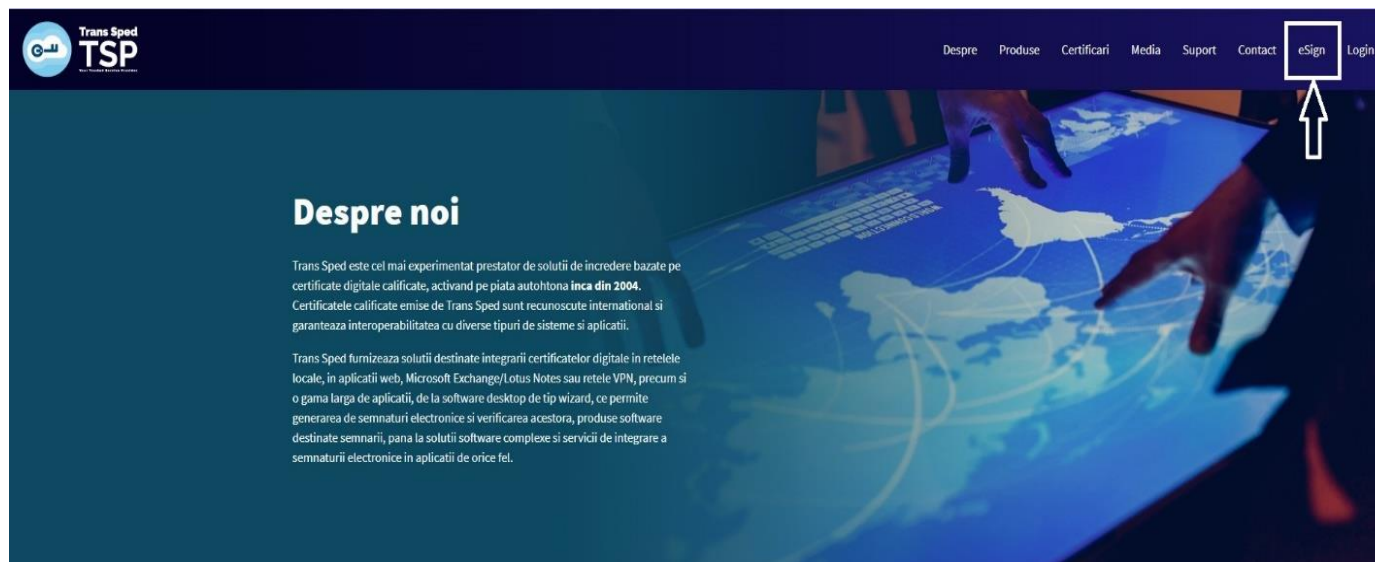 Trans Sped
TSP
Your Trusted Service Provider
Despre Produse Certificari Media Suport Contact eSign Login
Despre noi
Trans Sped este cel mai experimentat prestator de solutii de incredere bazate pe
certificate digitale calificate, activand pe piata autohtona inca din 2004.
Certificatele calificate emise de Trans Sped sunt recunoscute international si
garanteaza interoperabilitatea cu diverse tipuri de sisteme si aplicatii.
Trans Sped furnizeaza solutii destinate integrarii certificatelor digitale in retelele
locale, in aplicatii web, Microsoft Exchange/Lotus Notes sau retele VPN, precum si
o gama larga de aplicatii, de la software desktop de tip wizard, ce permite
generarea de semnaturi electronice si verificarea acestora, produse software
destinate semnarii, pana la solutii software complexe si servicii de integrare a
semnaturii electronice in aplicatii de orice fel.